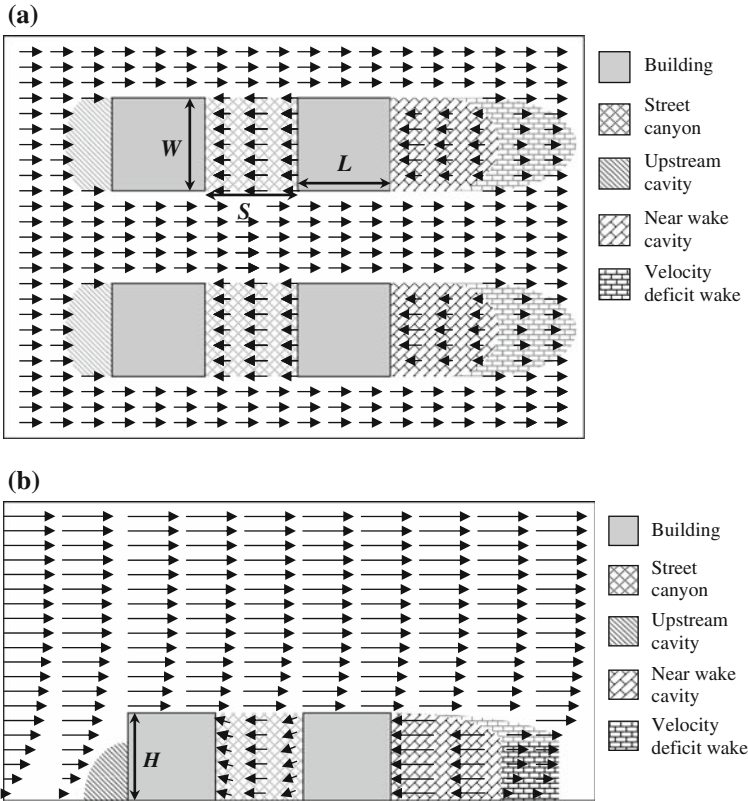 (a)
W
L
S
Building
Street
canyon
Upstream
cavity
Near wake
cavity
Velocity
deficit wake
(b)
H
Building
Street
canyon
Upstream
cavity
Near wake
cavity
Velocity
deficit wake